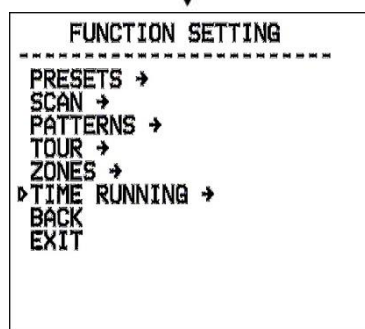 FUNCTION SETTING
------------------------
PRESETS →
SCAN →
PATTERNS →
TOUR →
ZONES →
▷TIME RUNNING →
BACK
EXIT